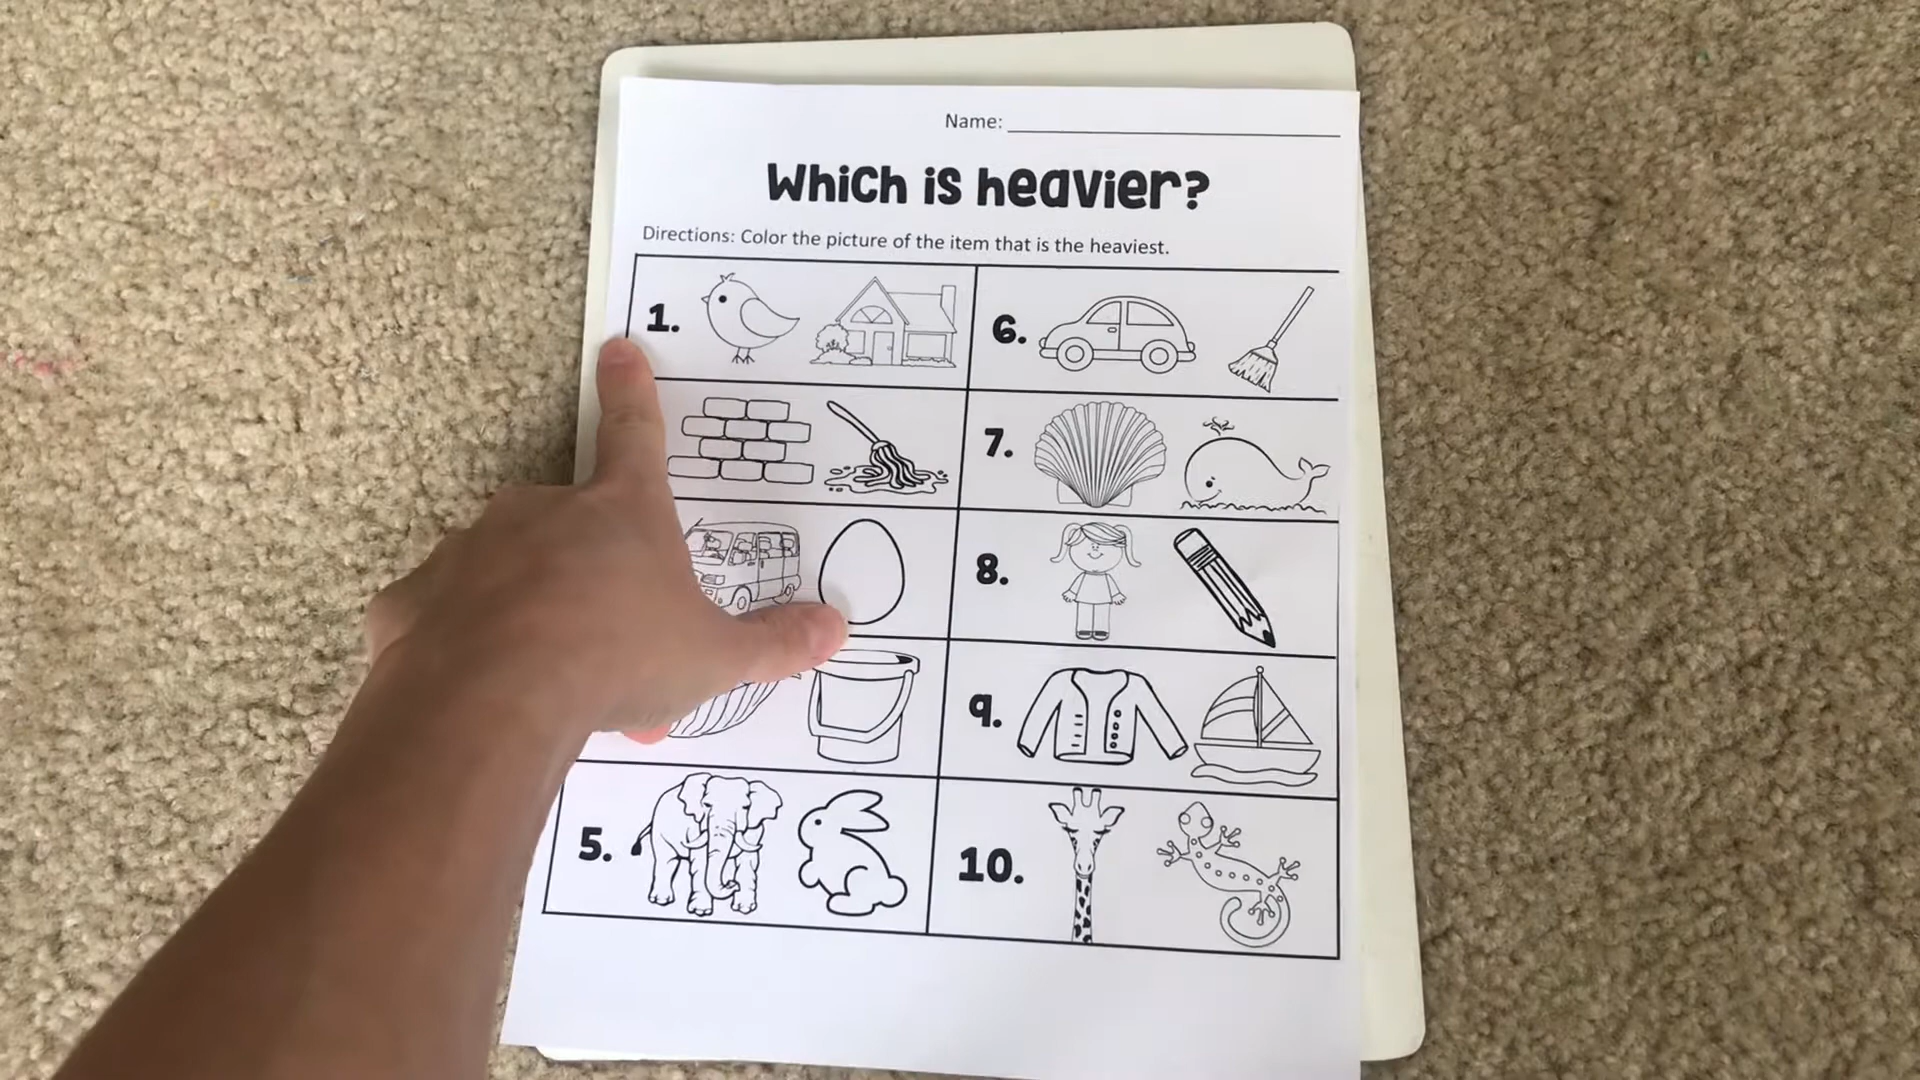 Name:
Which is heavier?
Directions: Color the picture of the item that is the heaviest.
1.
6.
7.
8.
9.
5.
10.